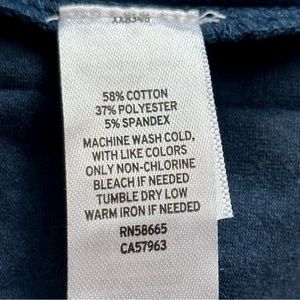 58% COTTON
37% POLYESTER
5% SPANDEX
MACHINE WASH COLD,
WITH LIKE COLORS
ONLY NON-CHLORINE
BLEACH IF NEEDED
TUMBLE DRY LOW
WARM IRON IF NEEDED
RN58665
CA57963